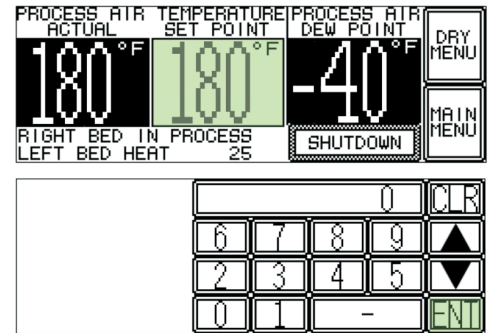 PROCESS AIR TEMPERATURE
ACTUAL SET POINT
180°F 180°F
PROCESS AIR
DEW POINT
-40°F
DRY
MENU
MAIN
MENU
RIGHT BED IN PROCESS
LEFT BED HEAT 25
SHUTDOWN
0 CLR
6 7 8 9 ▲
2 3 4 5 ▼
0 1 - ENT